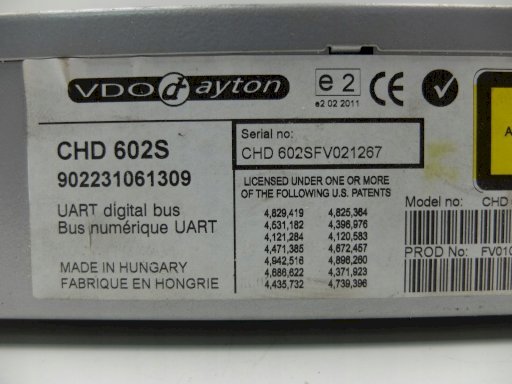 VDO dayton
e2
e2 02 2011
CE
CHD 602S
902231061309
UART digital bus
Bus numérique UART
MADE IN HUNGARY
FABRIQUE EN HONGRIE
Serial no:
CHD 602SFV021267
LICENSED UNDER ONE OR MORE
OF THE FOLLOWING U.S. PATENTS
4,829,419 4,825,364
4,531,182 4,396,976
4,121,284 4,120,583
4,471,385 4,672,457
4,942,516 4,896,260
4,686,622 4,371,923
4,435,732 4,739,396
Model no: CHD
PROD No: FV01